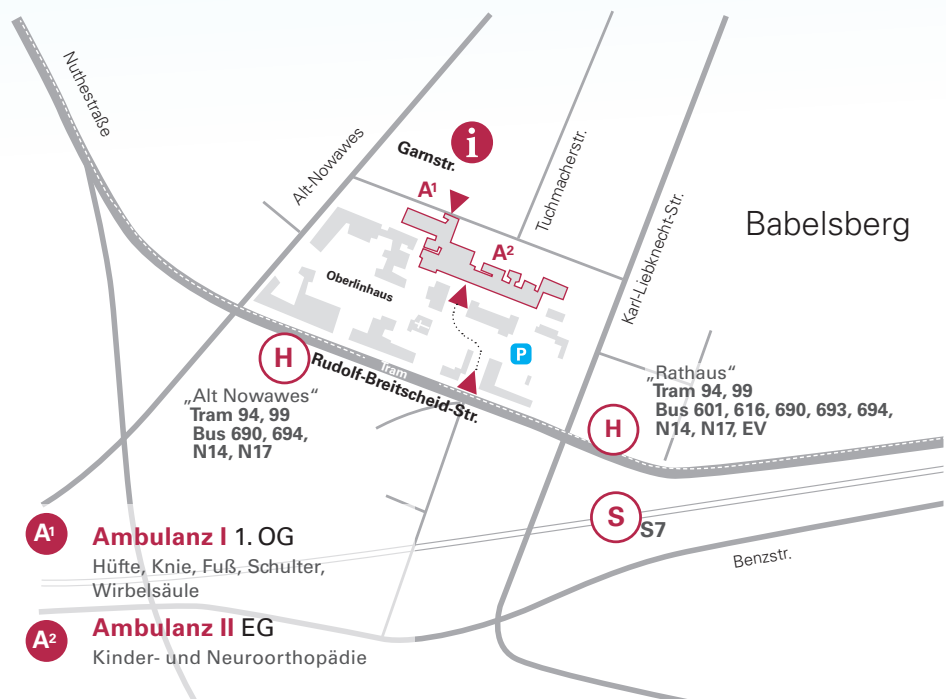 Nuthestraße
Alt-Nowawes
Garnstr.
i
Tuchmacherstr.
Karl-Liebknecht-Str.
Babelsberg
A1
A2
Oberlinhaus
P
H
Tram
Rudolf-Breitscheid-Str.
„Alt Nowawes“
Tram 94, 99
Bus 690, 694,
N14, N17
„Rathaus“
Tram 94, 99
Bus 601, 616, 690, 693, 694,
N14, N17, EV
H
S
S7
Benzstr.
A1
Ambulanz I 1. OG
Hüfte, Knie, Fuß, Schulter,
Wirbelsäule
A2
Ambulanz II EG
Kinder- und Neuroorthopädie